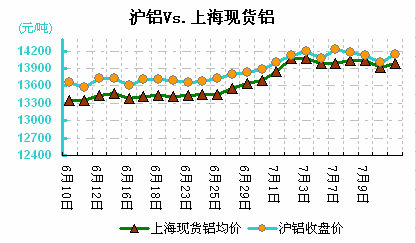 沪铝Vs.上海现货铝
(元/吨)
14200
13900
13600
13300
13000
12700
12400
6月10日
6月12日
6月16日
6月18日
6月23日
6月25日
6月29日
7月1日
7月3日
7月7日
7月9日
上海现货铝均价 沪铝收盘价